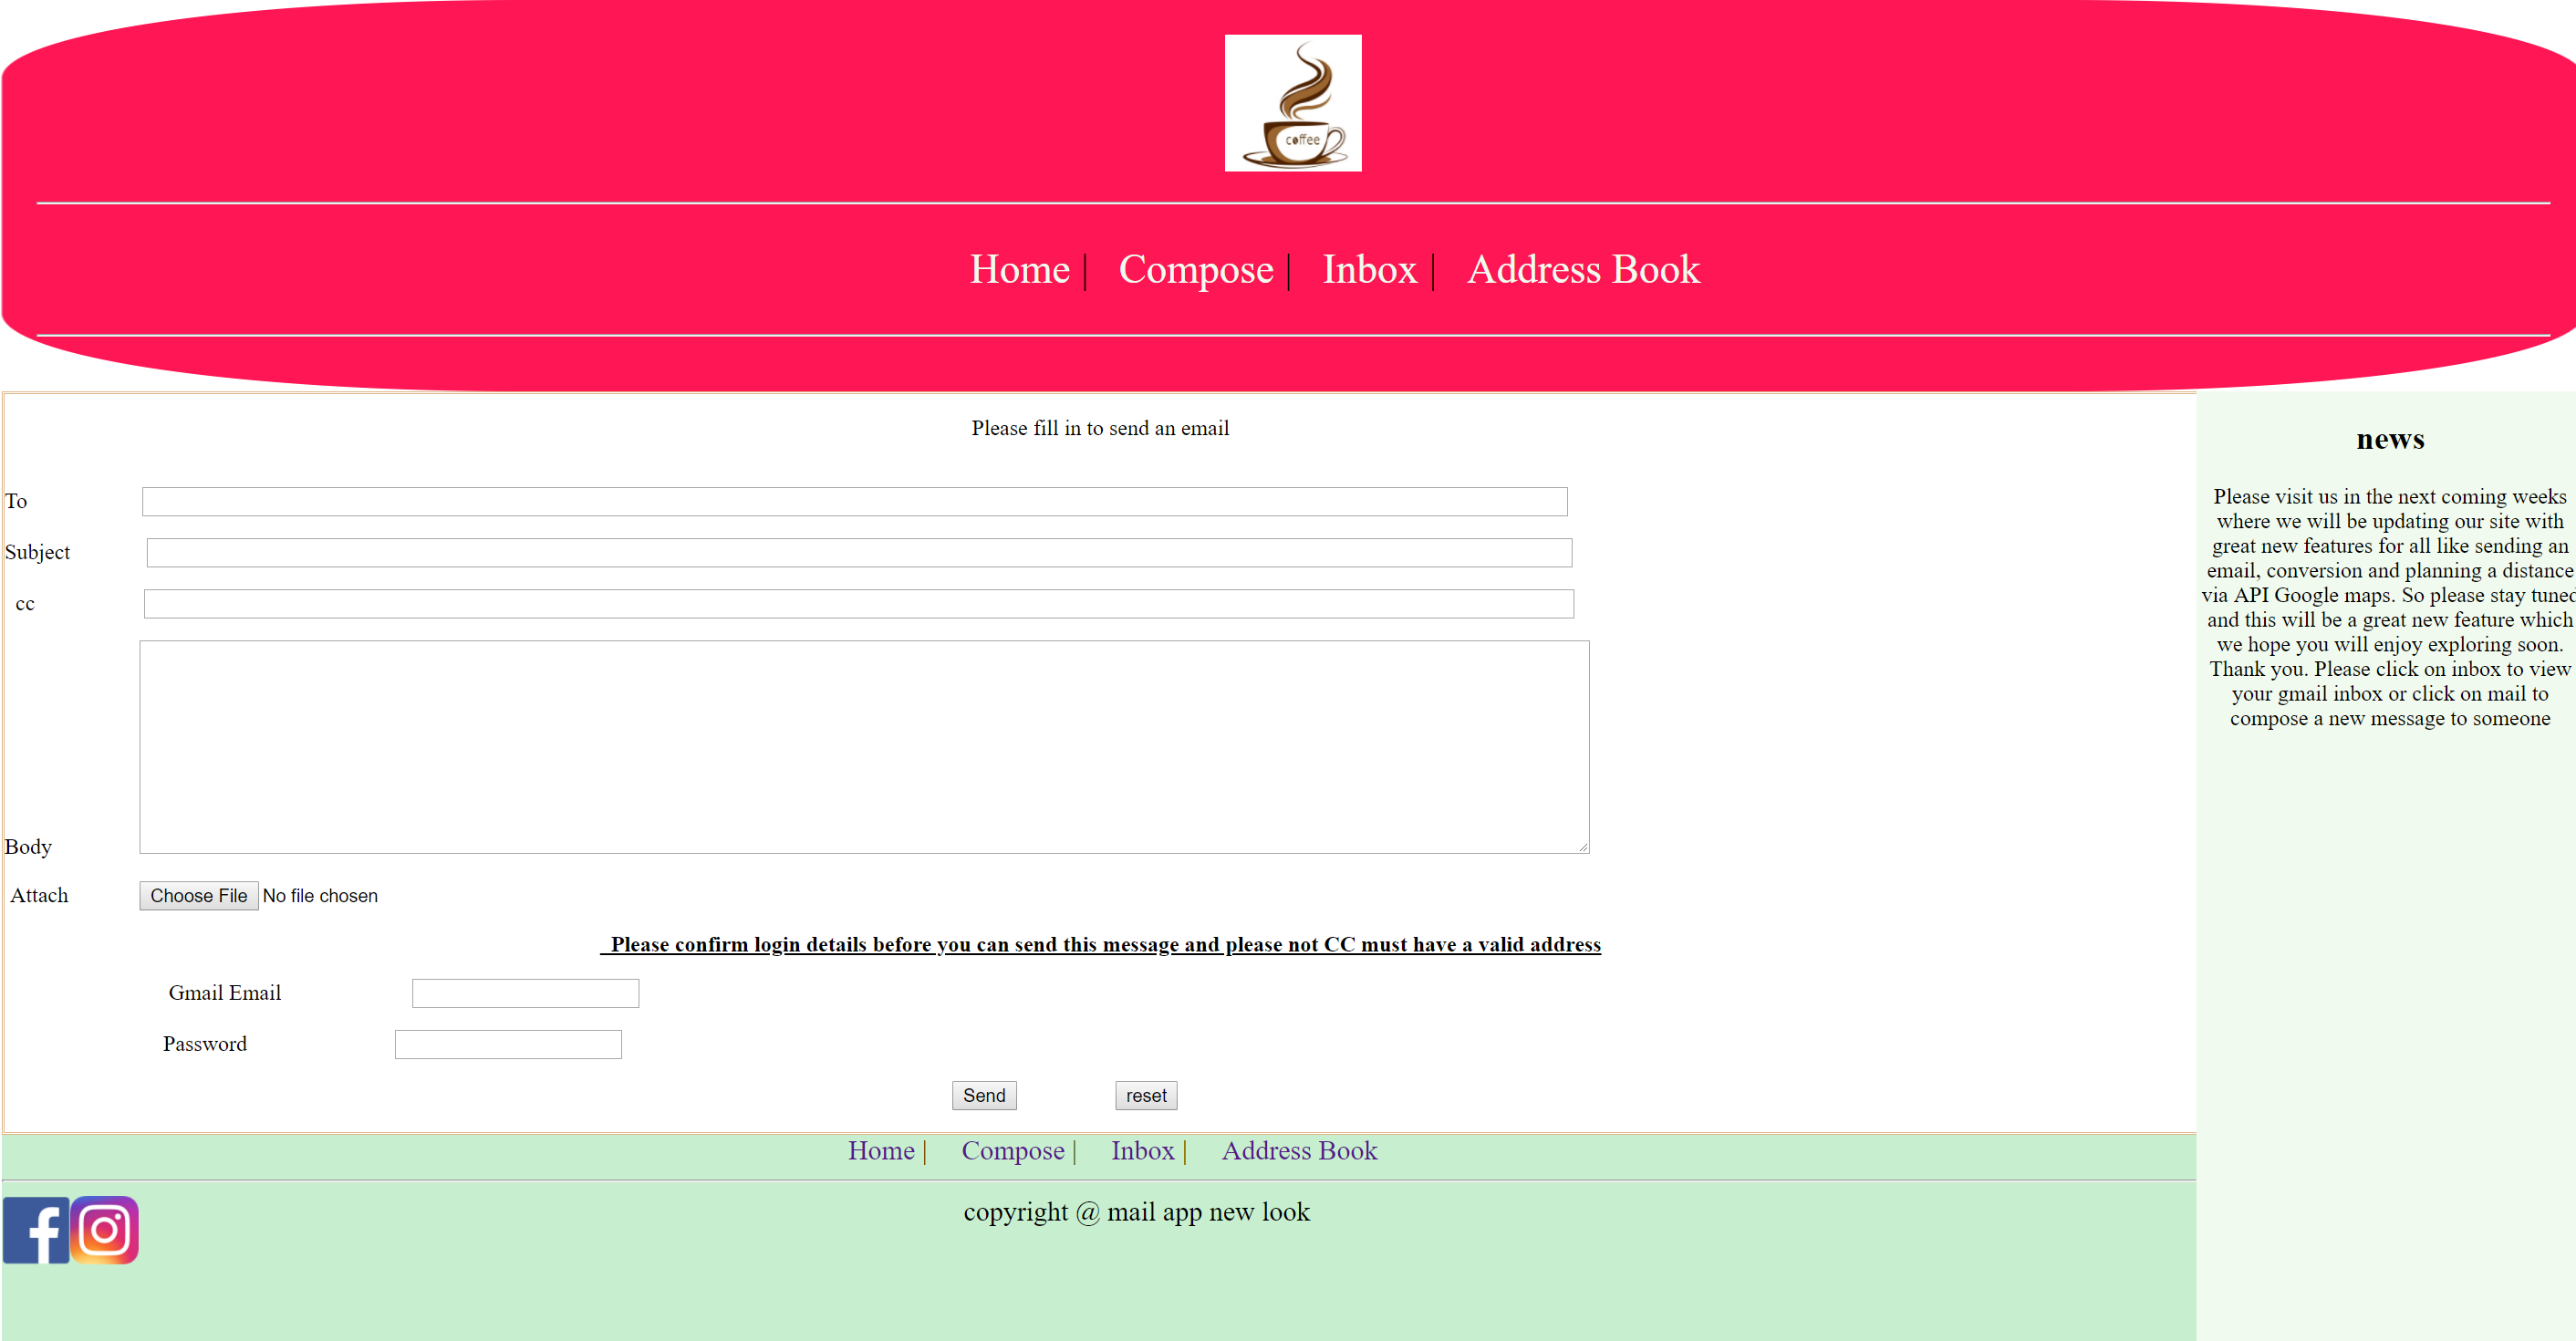 coffee
Home | Compose | Inbox | Address Book
Please fill in to send an email
To
Subject
cc
Body
Attach Choose File No file chosen
Please confirm login details before you can send this message and please not CC must have a valid address
Gmail Email
Password
Send reset
news
Please visit us in the next coming weeks
where we will be updating our site with
great new features for all like sending an
email, conversion and planning a distance
via API Google maps. So please stay tuned
and this will be a great new feature which
we hope you will enjoy exploring soon.
Thank you. Please click on inbox to view
your gmail inbox or click on mail to
compose a new message to someone
Home | Compose | Inbox | Address Book
copyright @ mail app new look